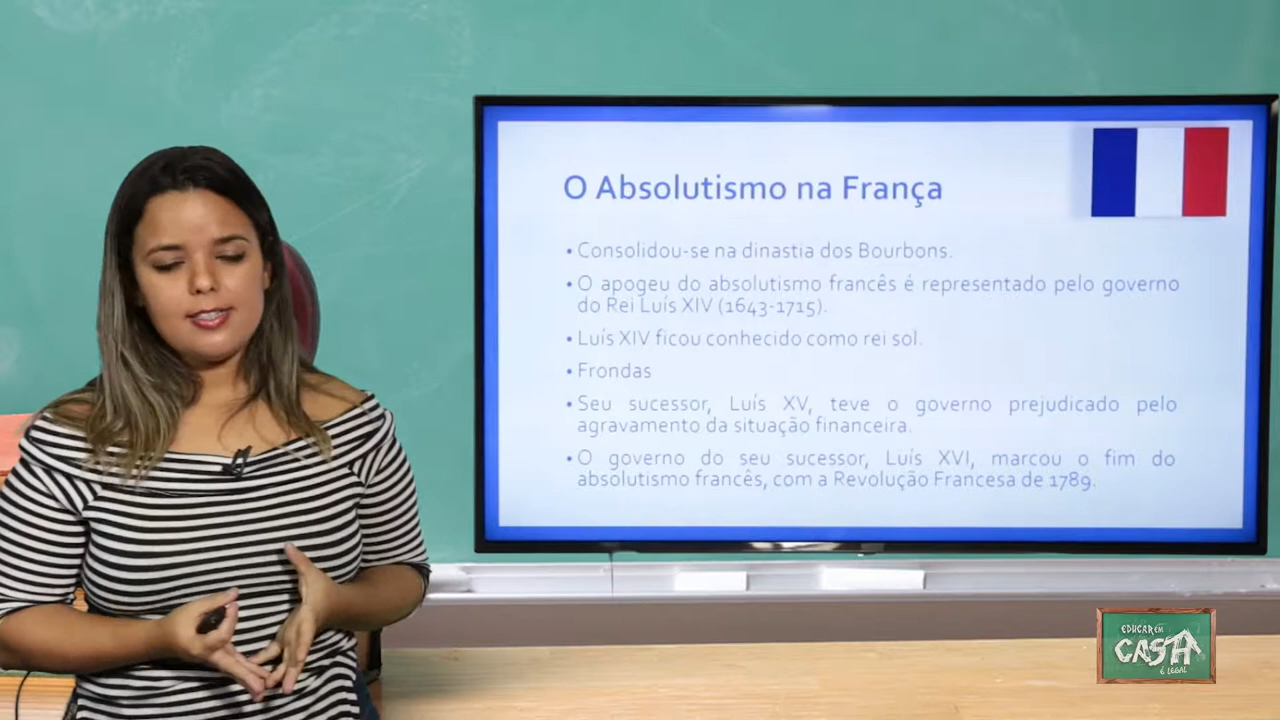 O Absolutismo na França
• Consolidou-se na dinastia dos Bourbons.
• O apogeu do absolutismo francês é representado pelo governo
do Rei Luís XIV (1643-1715).
• Luís XIV ficou conhecido como rei sol.
• Frondas
• Seu sucessor, Luís XV, teve o governo prejudicado pelo
agravamento da situação financeira.
• O governo do seu sucessor, Luís XVI, marcou o fim do
absolutismo francês, com a Revolução Francesa de 1789.
EDUCAR EM
CASA
É LEGAL